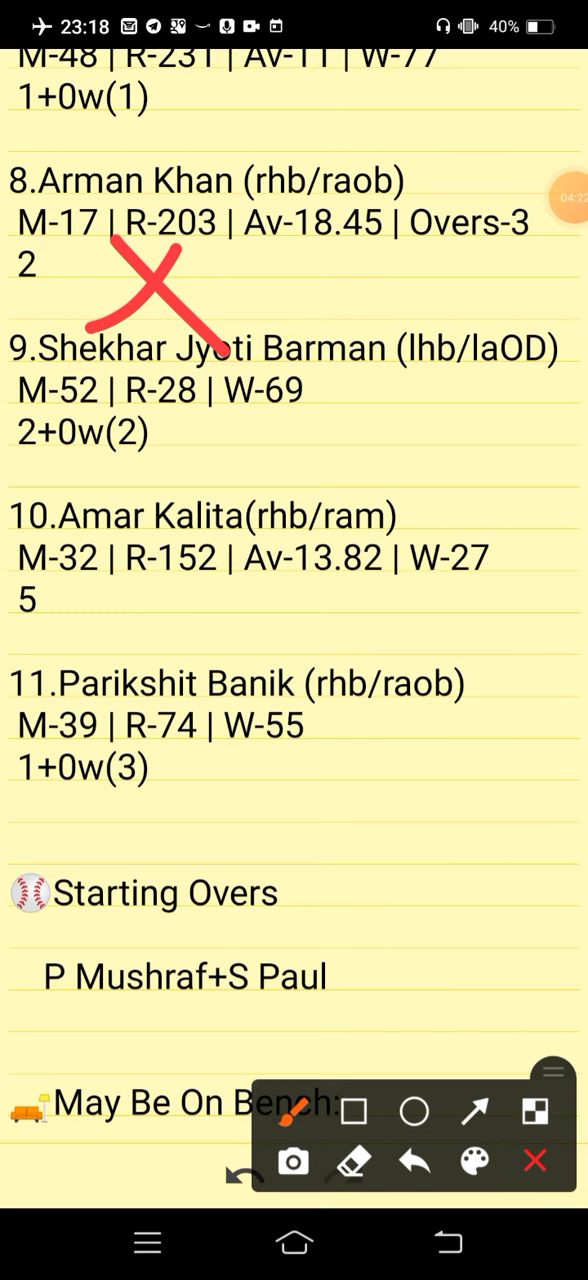 23:18
40%
M-48 | R-231 | Av-11 | W-77
1+0w(1)
8.Arman Khan (rhb/raob)
04:22
M-17 | R-203 | Av-18.45 | Overs-3
2
9.Shekhar Jyoti Barman (lhb/laOD)
M-52 | R-28 | W-69
2+0w(2)
10.Amar Kalita(rhb/ram)
M-32 | R-152 | Av-13.82 | W-27
5
11.Parikshit Banik (rhb/raob)
M-39 | R-74 | W-55
1+0w(3)
⚾Starting Overs
P Mushraf+S Paul
🛋May Be On Bench: